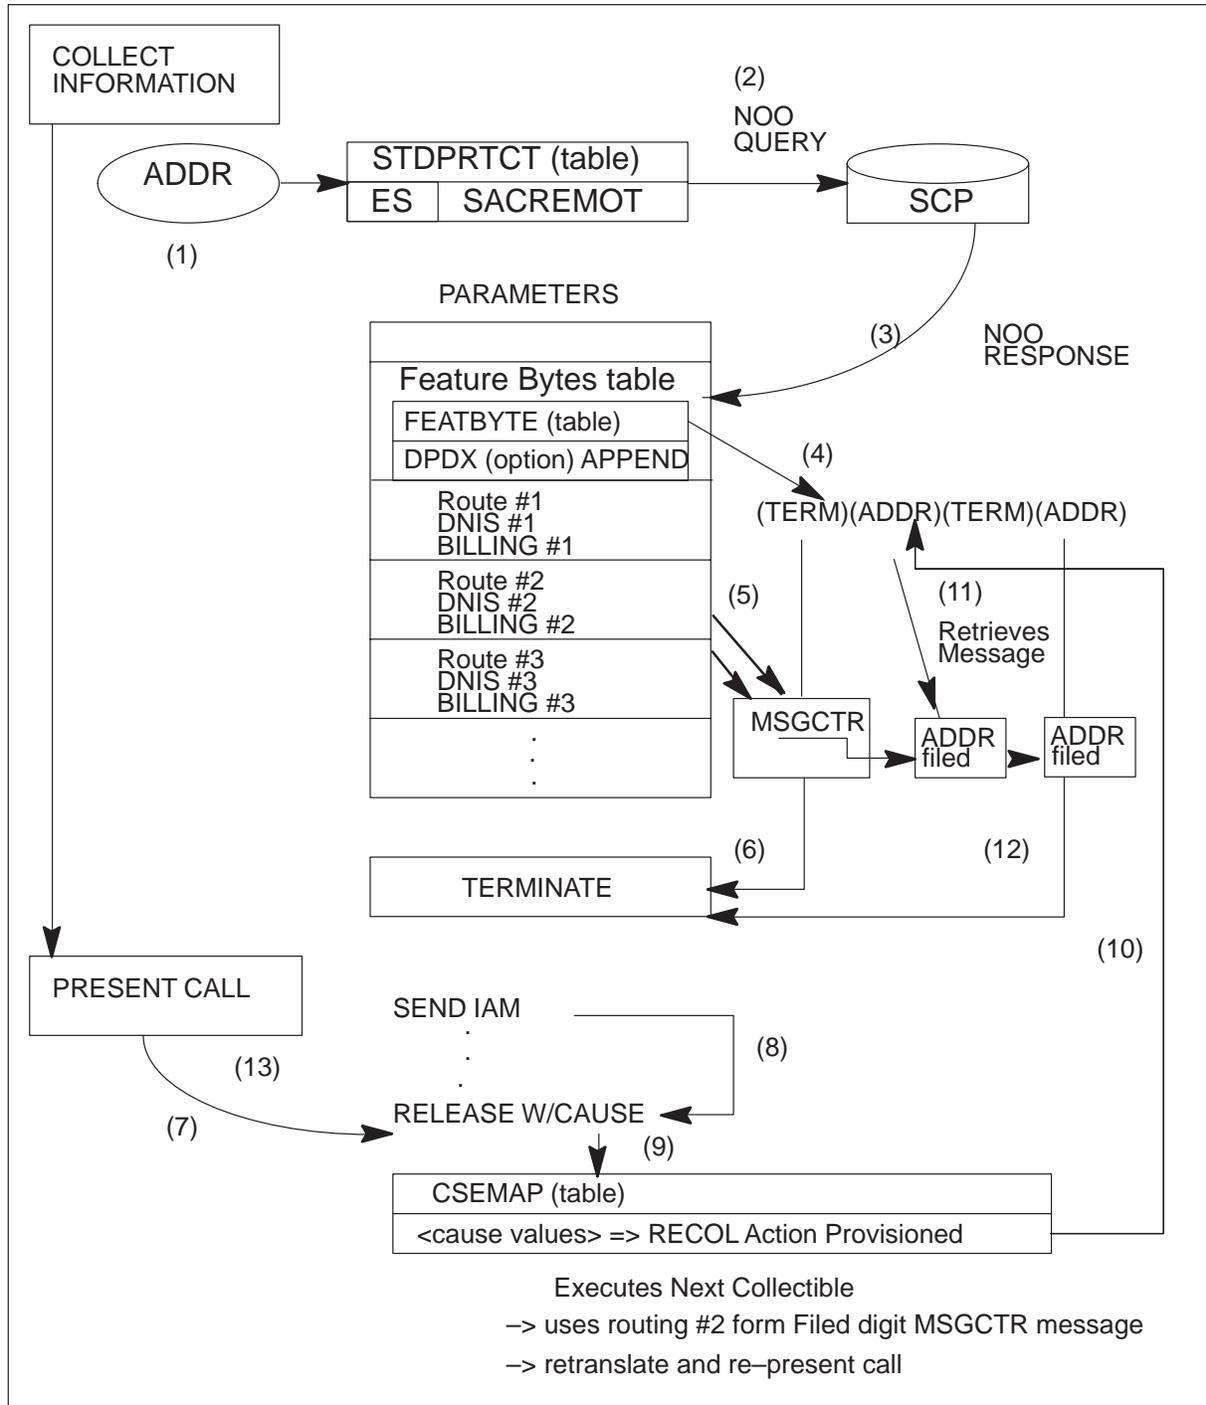 COLLECT
INFORMATION
(2)
NOO
QUERY
ADDR
STDPRTCT (table)
ES
SACREMOT
SCP
(1)
PARAMETERS
(3)
NOO
RESPONSE
Feature Bytes table
FEATBYTE (table)
DPDX (option) APPEND
(4)
Route #1
DNIS #1
BILLING #1
(TERM)(ADDR)(TERM)(ADDR)
Route #2
DNIS #2
BILLING #2
(5)
(11)
Retrieves
Message
Route #3
DNIS #3
BILLING #3
.
.
.
MSGCTR
ADDR
filed
ADDR
filed
(6)
(12)
TERMINATE
(10)
PRESENT CALL
SEND IAM
.
.
.
(8)
(13)
(7)
RELEASE W/CAUSE
(9)
CSEMAP (table)
<cause values> => RECOL Action Provisioned
Executes Next Collectible
–> uses routing #2 form Filed digit MSGCTR message
–> retranslate and re–present call